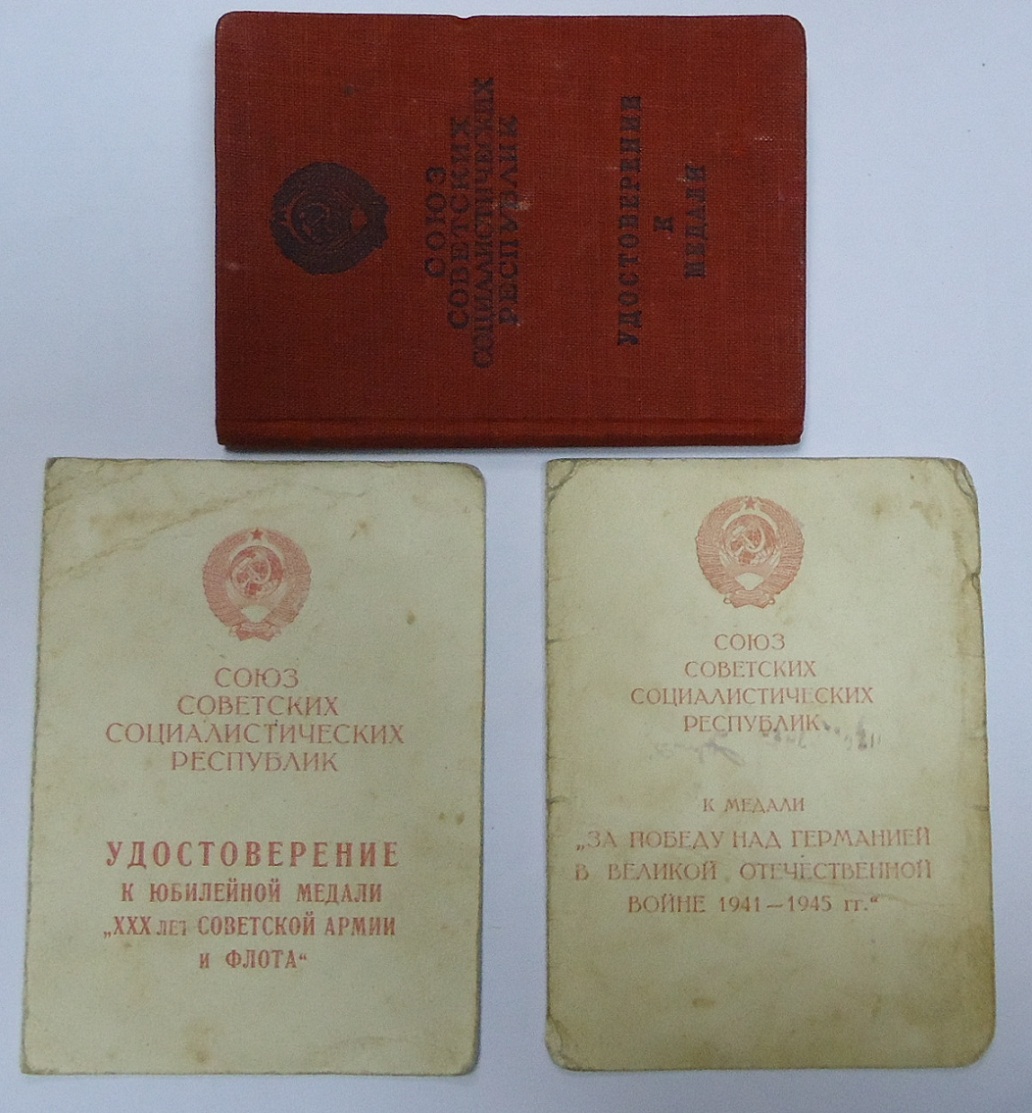 СОЮЗ
СОВЕТСКИХ
СОЦИАЛИСТИЧЕСКИХ
РЕСПУБЛИК
УДОСТОВЕРЕНИЕ
К
МЕДАЛИ
СОЮЗ
СОВЕТСКИХ
СОЦИАЛИСТИЧЕСКИХ
РЕСПУБЛИК
УДОСТОВЕРЕНИЕ
К ЮБИЛЕЙНОЙ МЕДАЛИ
„XXX ЛЕТ СОВЕТСКОЙ АРМИИ
И ФЛОТА“
СОЮЗ
СОВЕТСКИХ
СОЦИАЛИСТИЧЕСКИХ
РЕСПУБЛИК
К МЕДАЛИ
„ЗА ПОБЕДУ НАД ГЕРМАНИЕЙ
В ВЕЛИКОЙ ОТЕЧЕСТВЕННОЙ
ВОЙНЕ 1941—1945 гг.“